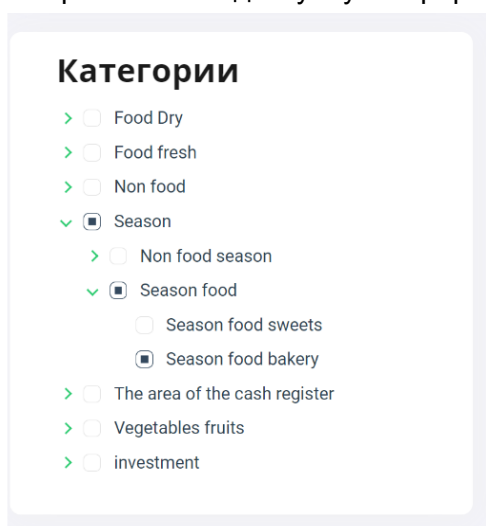 Категории
Food Dry
Food fresh
Non food
Season
Non food season
Season food
Season food sweets
Season food bakery
The area of the cash register
Vegetables fruits
investment